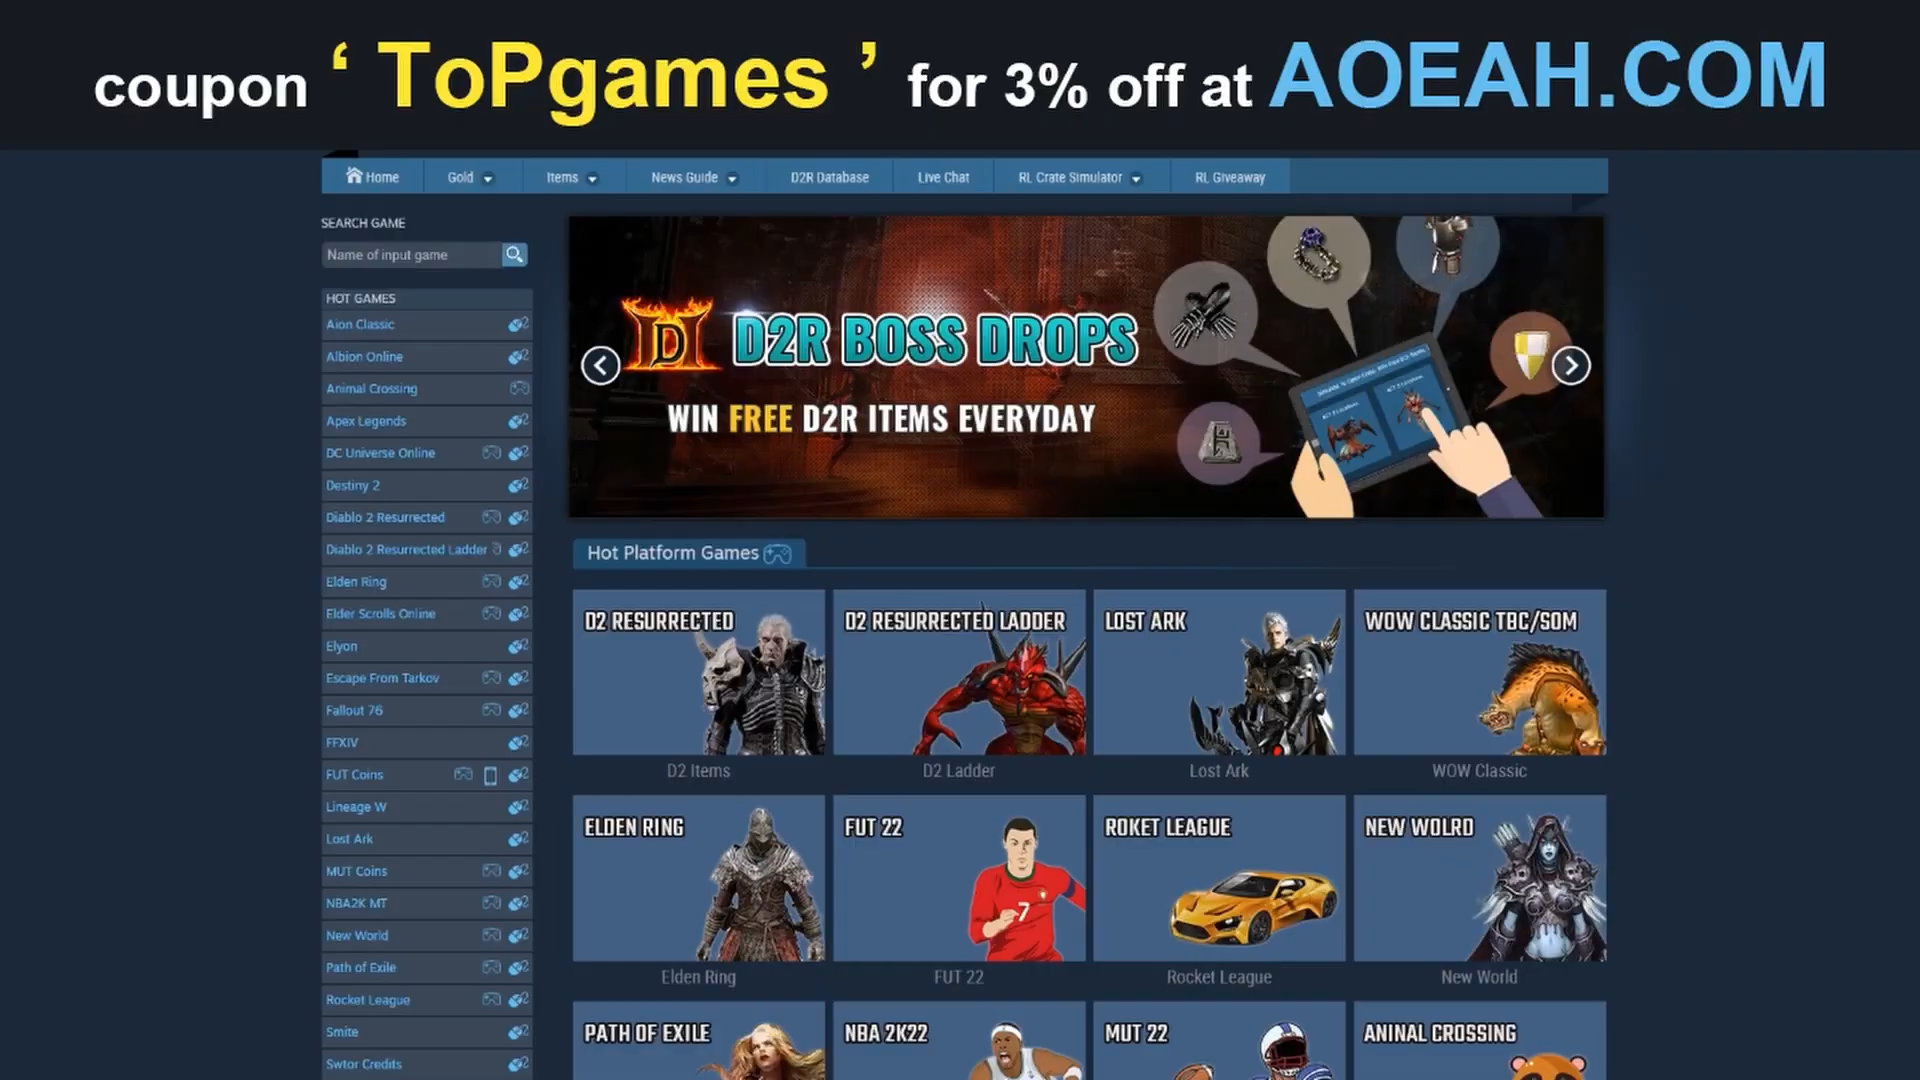 coupon ‘ ToPgames ’ for 3% off at AOEAH.COM
Home Gold Items News Guide D2R Database Live Chat RL Crate Simulator RL Giveaway
SEARCH GAME
Name of input game
HOT GAMES
Aion Classic
Albion Online
Animal Crossing
Apex Legends
DC Universe Online
Destiny 2
Diablo 2 Resurrected
Diablo 2 Resurrected Ladder
Elden Ring
Elder Scrolls Online
Elyon
Escape From Tarkov
Fallout 76
FFXIV
FUT Coins
Lineage W
Lost Ark
MUT Coins
NBA2K MT
New World
Path of Exile
Rocket League
Smite
Swtor Credits
D2R BOSS DROPS
WIN FREE D2R ITEMS EVERYDAY
Hot Platform Games
D2 RESURRECTED
D2 Items
D2 RESURRECTED LADDER
D2 Ladder
LOST ARK
Lost Ark
WOW CLASSIC TBC/SOM
WOW Classic
ELDEN RING
Elden Ring
FUT 22
7
FUT 22
ROKET LEAGUE
Rocket League
NEW WOLRD
New World
PATH OF EXILE
NBA 2K22
MUT 22
ANINAL CROSSING